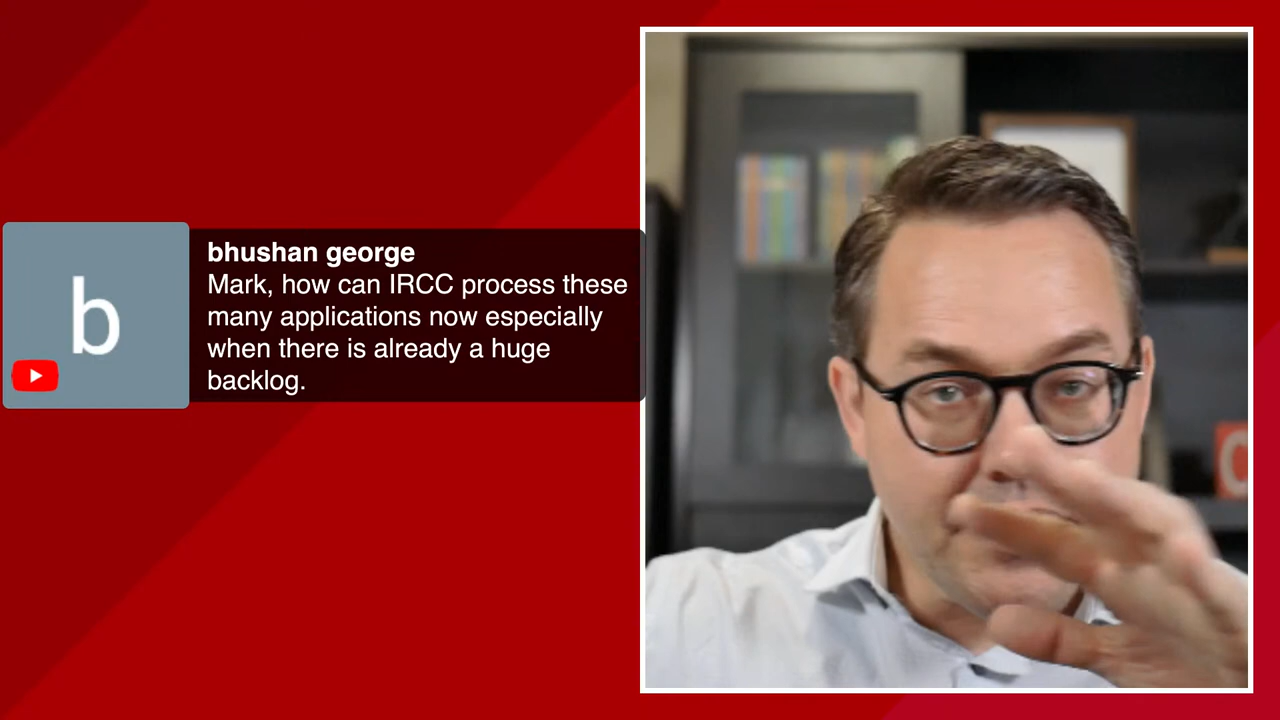 b
bhushan george
Mark, how can IRCC process these
many applications now especially
when there is already a huge
backlog.
C